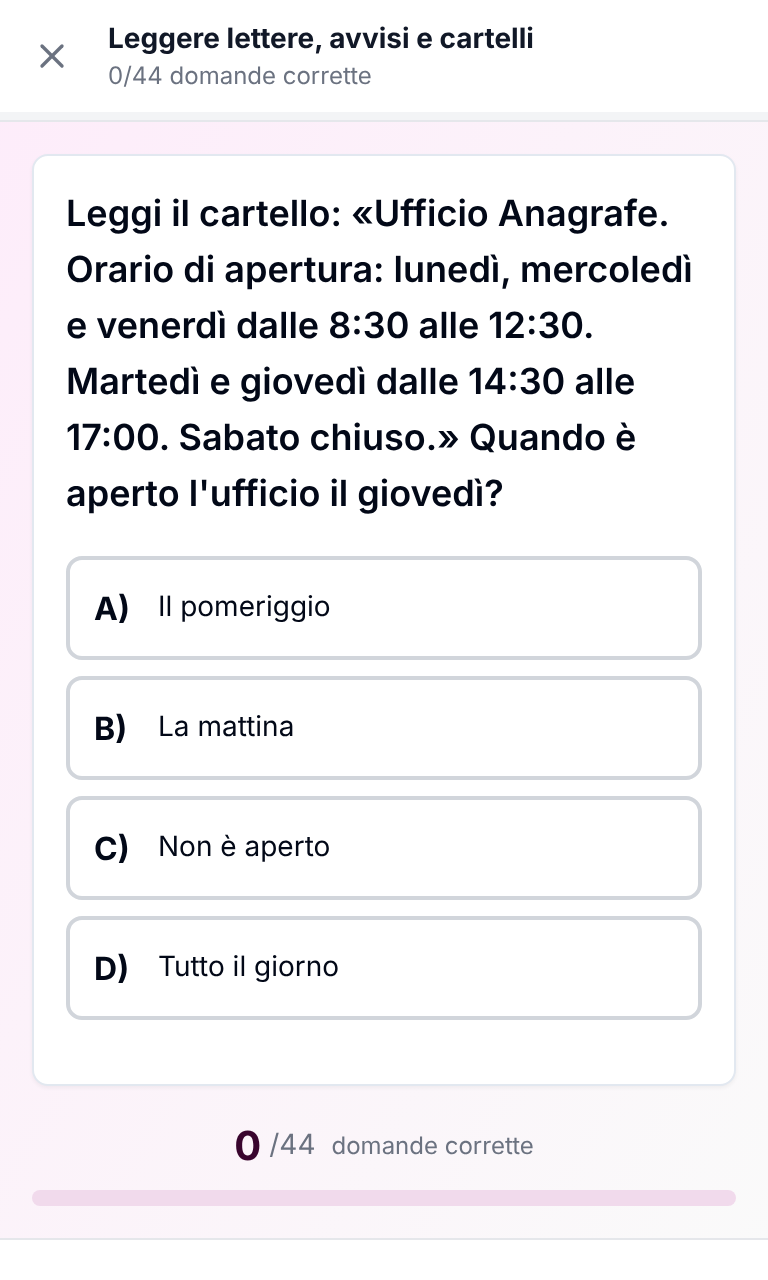 Leggere lettere, avvisi e cartelli
0/44 domande corrette
Leggi il cartello: «Ufficio Anagrafe.
Orario di apertura: lunedì, mercoledì
e venerdì dalle 8:30 alle 12:30.
Martedì e giovedì dalle 14:30 alle
17:00. Sabato chiuso.» Quando è
aperto l'ufficio il giovedì?
A) Il pomeriggio
B) La mattina
C) Non è aperto
D) Tutto il giorno
0 /44 domande corrette